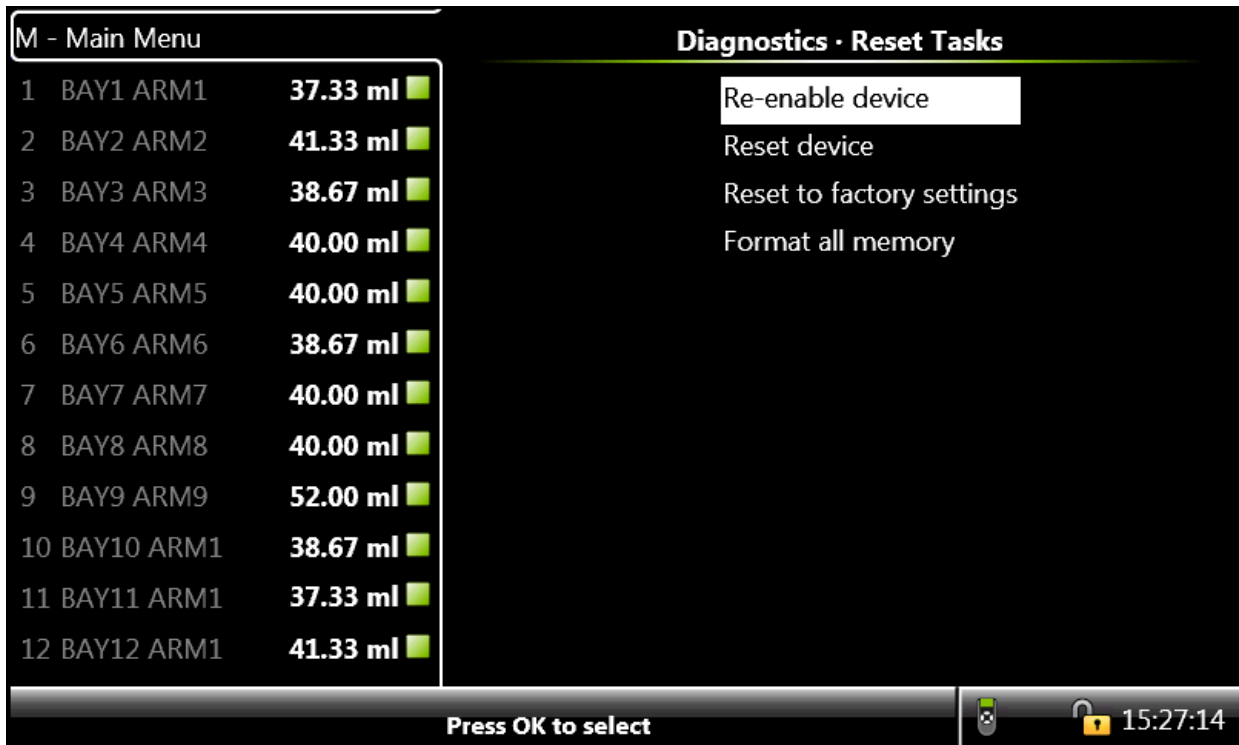 M - Main Menu
Diagnostics · Reset Tasks
1 BAY1 ARM1 37.33 ml
2 BAY2 ARM2 41.33 ml
3 BAY3 ARM3 38.67 ml
4 BAY4 ARM4 40.00 ml
5 BAY5 ARM5 40.00 ml
6 BAY6 ARM6 38.67 ml
7 BAY7 ARM7 40.00 ml
8 BAY8 ARM8 40.00 ml
9 BAY9 ARM9 52.00 ml
10 BAY10 ARM1 38.67 ml
11 BAY11 ARM1 37.33 ml
12 BAY12 ARM1 41.33 ml
Re-enable device
Reset device
Reset to factory settings
Format all memory
Press OK to select
15:27:14